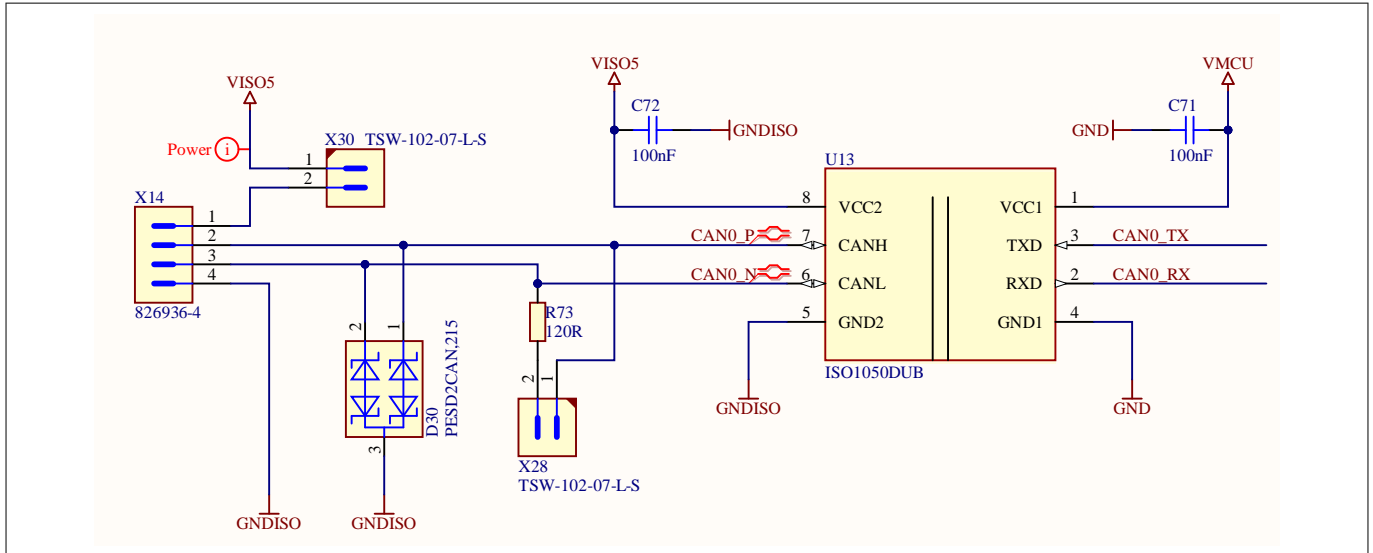 VISO5
Power i
X30 TSW-102-07-L-S
1
2
X14
1
2
3
4
826936-4
GNDISO
2
1
D30
PESD2CAN,215
3
GNDISO
R73
120R
2
1
X28
TSW-102-07-L-S
VISO5
C72
100nF
GNDISO
CAN0_P
CAN0_N
GNDISO
U13
8 VCC2
7 CANH
6 CANL
5 GND2
VCC1 1
TXD 3
RXD 2
GND1 4
ISO1050DUB
VMCU
C71
100nF
GND
CAN0_TX
CAN0_RX
GND